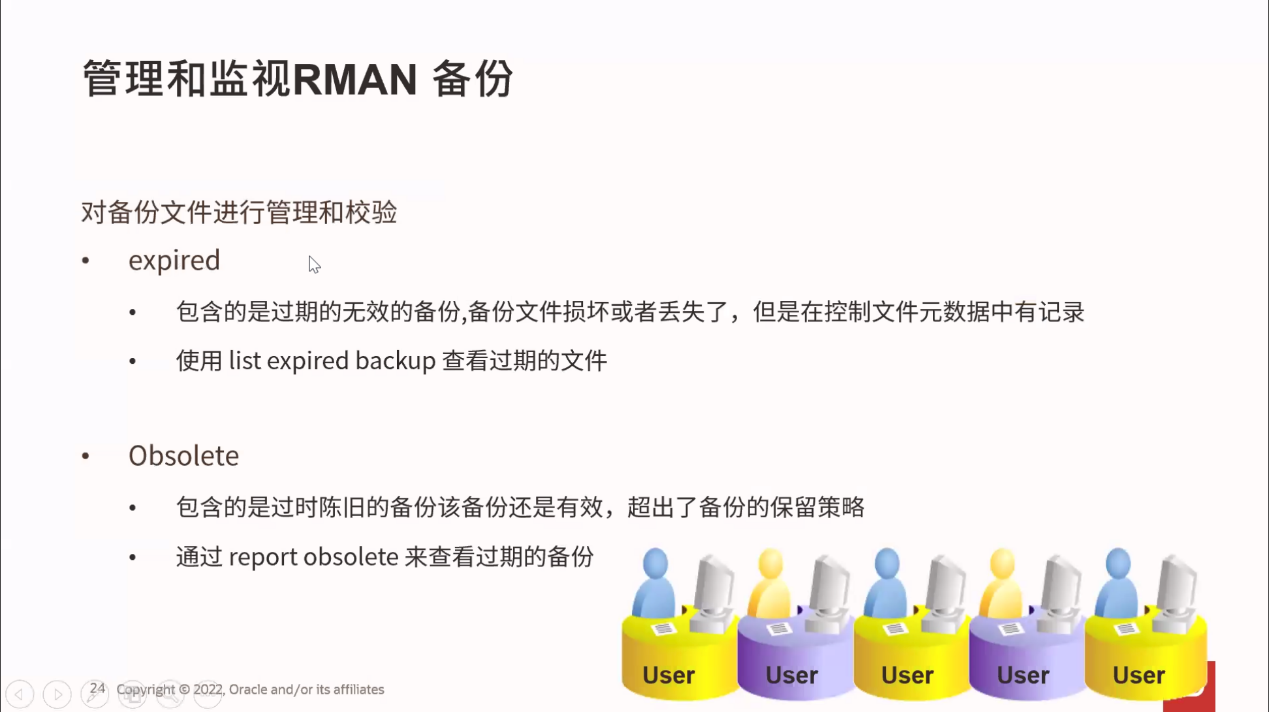 管理和监视RMAN 备份
对备份文件进行管理和校验
• expired
• 包含的是过期的无效的备份,备份文件损坏或者丢失了，但是在控制文件元数据中有记录
• 使用 list expired backup 查看过期的文件
• Obsolete
• 包含的是过时陈旧的备份该备份还是有效，超出了备份的保留策略
• 通过 report obsolete 来查看过期的备份
User User User User User
24 Copyright © 2022, Oracle and/or its affiliates